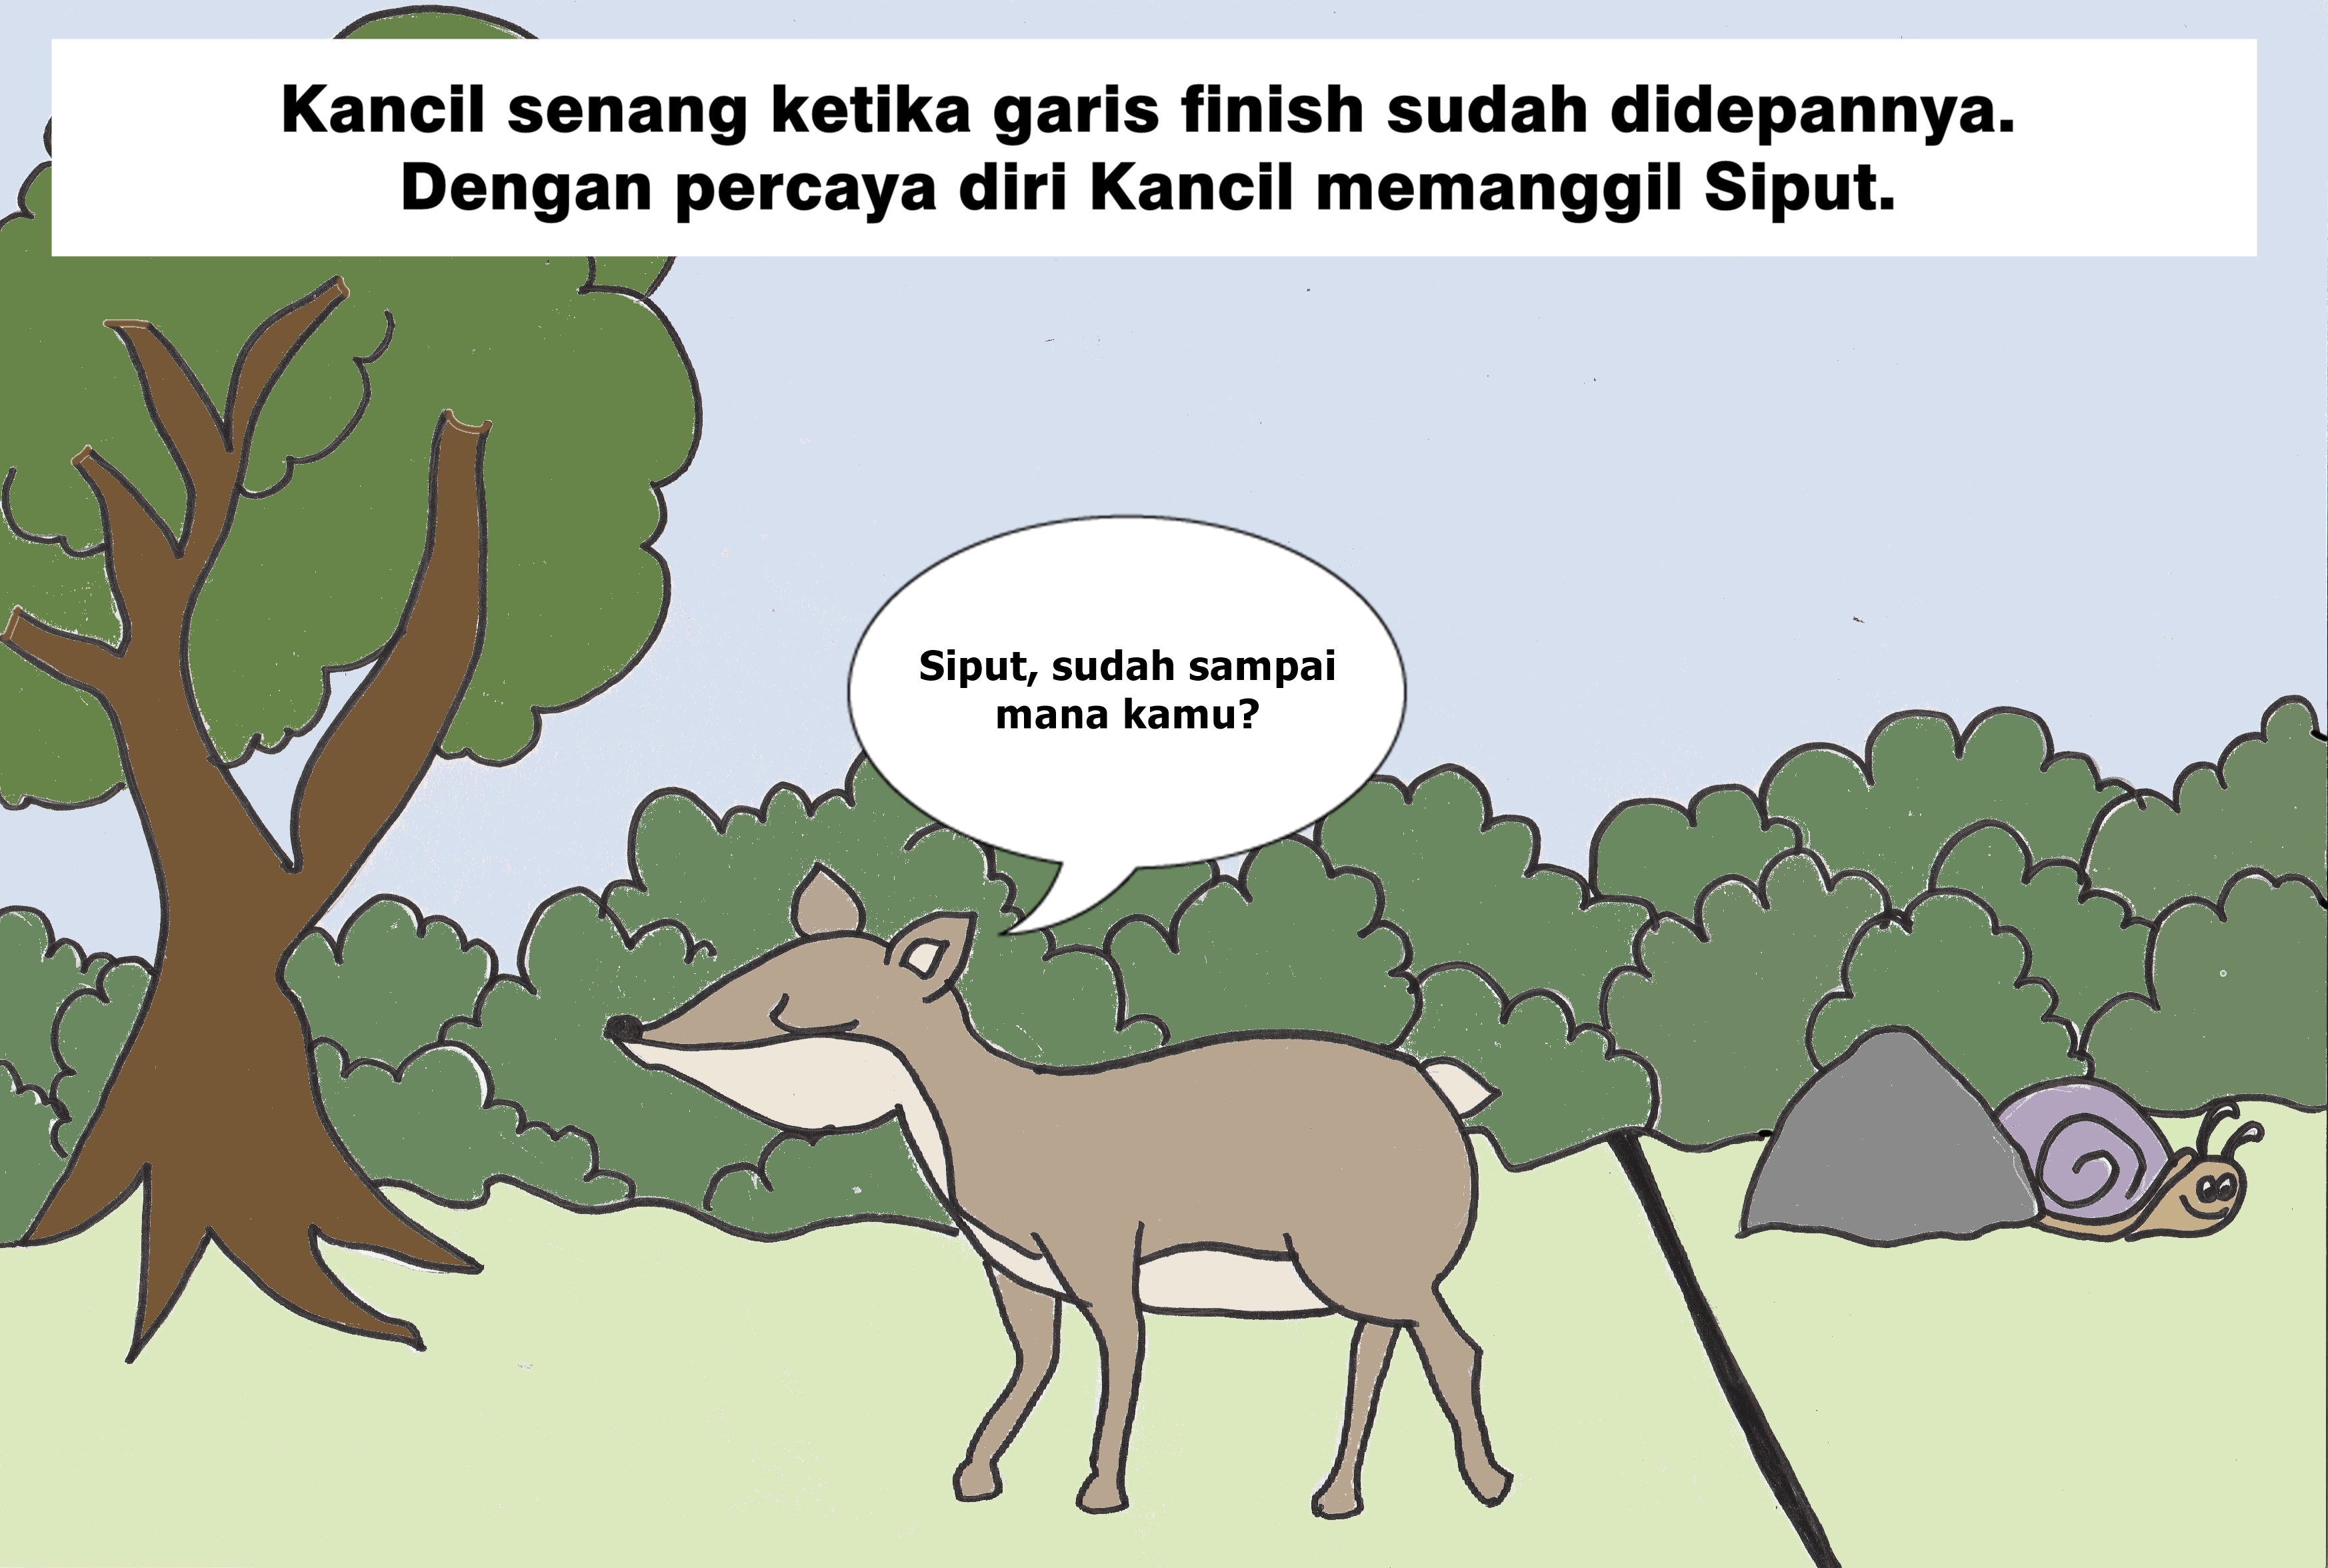 Kancil senang ketika garis finish sudah didepannya.
Dengan percaya diri Kancil memanggil Siput.
Siput, sudah sampai
mana kamu?